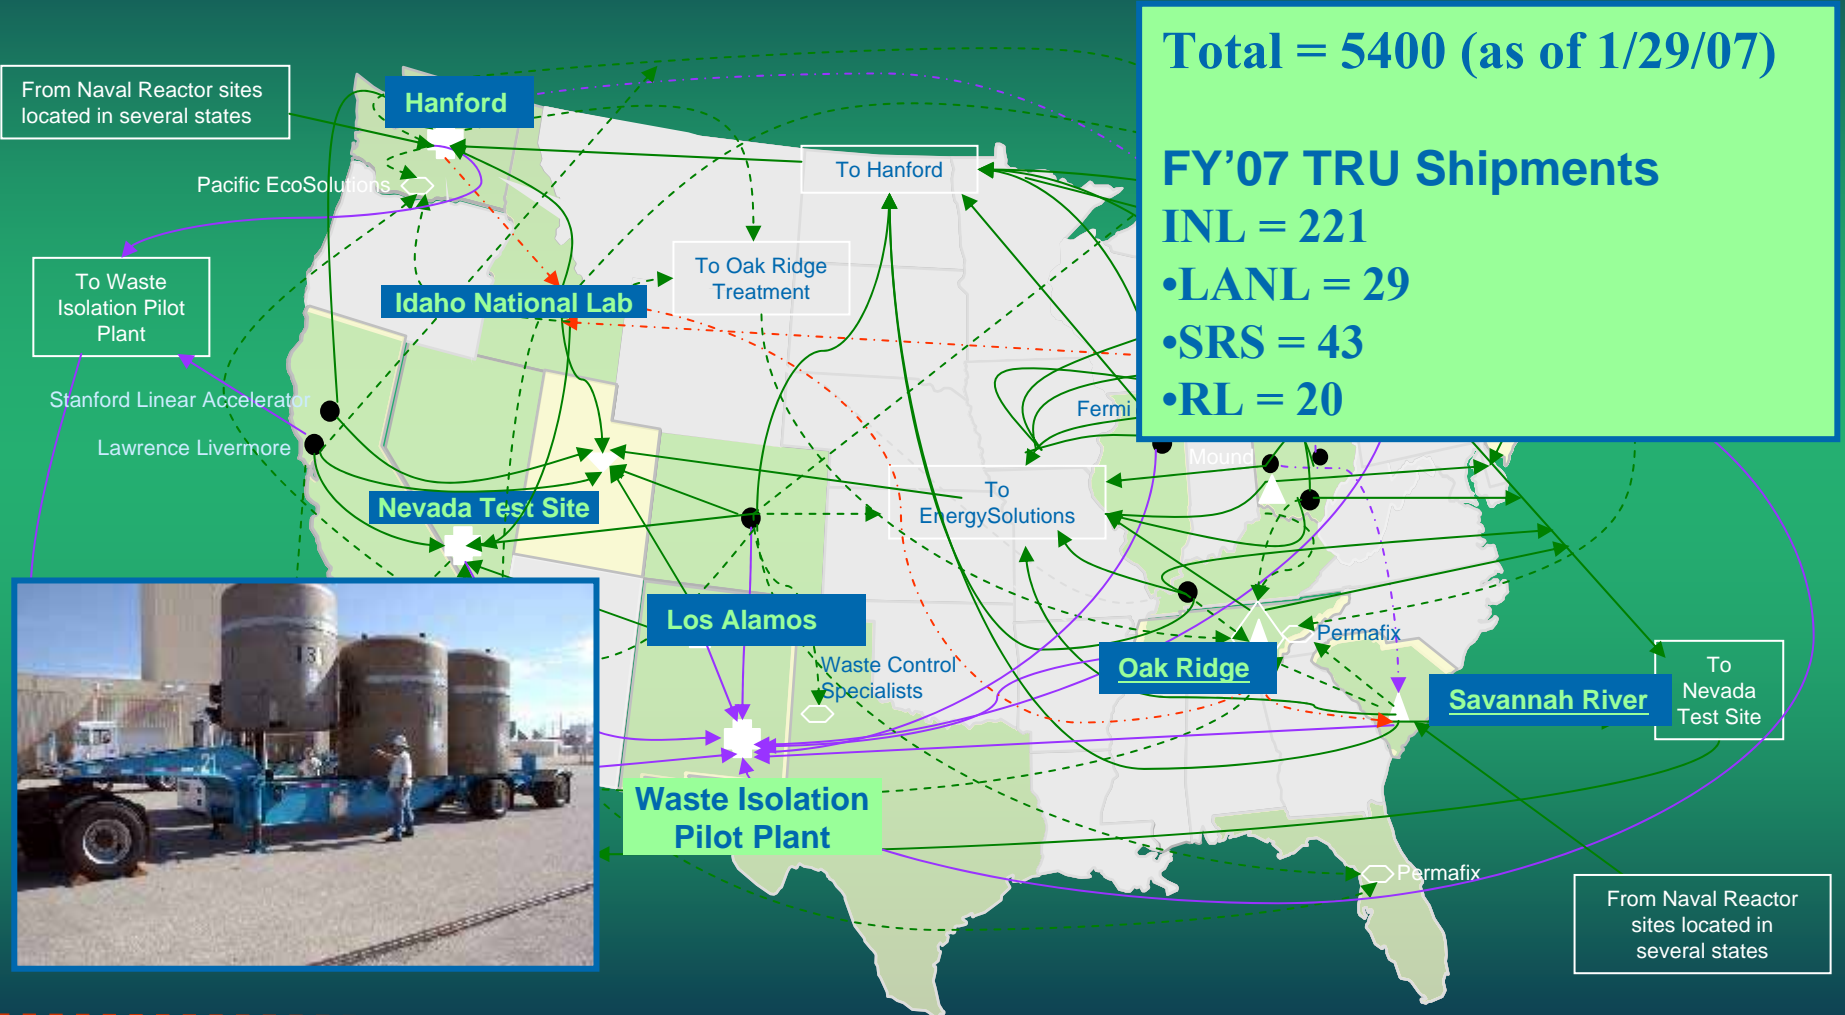 Total = 5400 (as of 1/29/07)
FY’07 TRU Shipments
INL = 221
•LANL = 29
•SRS = 43
•RL = 20
From Naval Reactor sites
located in several states
Hanford
Pacific EcoSolutions
To Hanford
To Waste
Isolation Pilot
Plant
To Oak Ridge
Treatment
Idaho National Lab
Stanford Linear Accelerator
Lawrence Livermore
Fermi
Mound
Nevada Test Site
To
EnergySolutions
Los Alamos
Waste Control
Specialists
Permafix
Oak Ridge
Savannah River
To
Nevada
Test Site
Waste Isolation
Pilot Plant
Permafix
From Naval Reactor
sites located in
several states
21